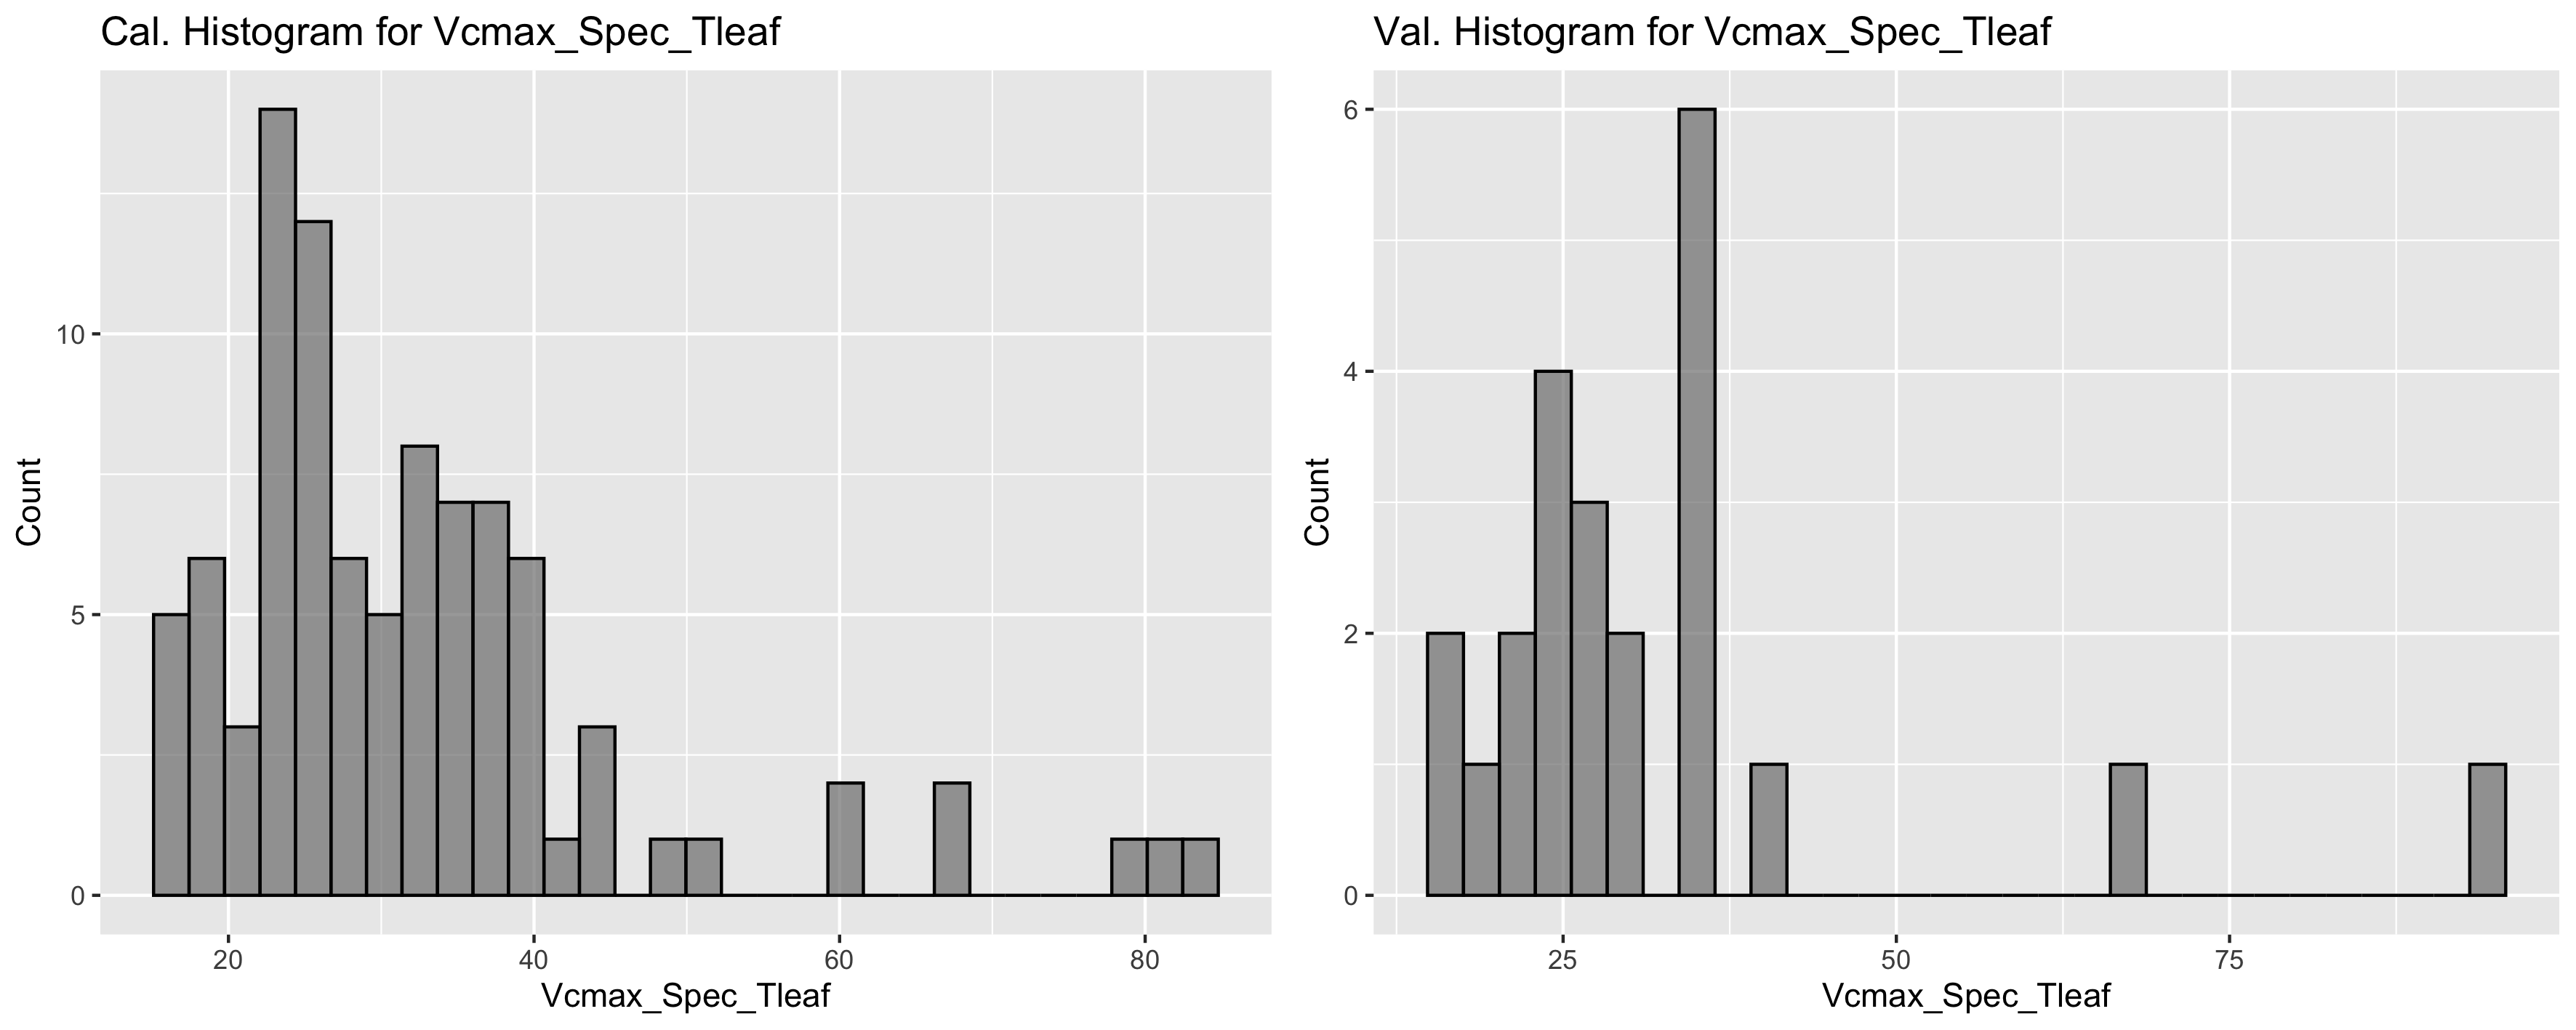 Cal. Histogram for Vcmax_Spec_Tleaf
10
5
0
Count
20 40 60 80
Vcmax_Spec_Tleaf
Val. Histogram for Vcmax_Spec_Tleaf
6
4
2
0
Count
25 50 75
Vcmax_Spec_Tleaf